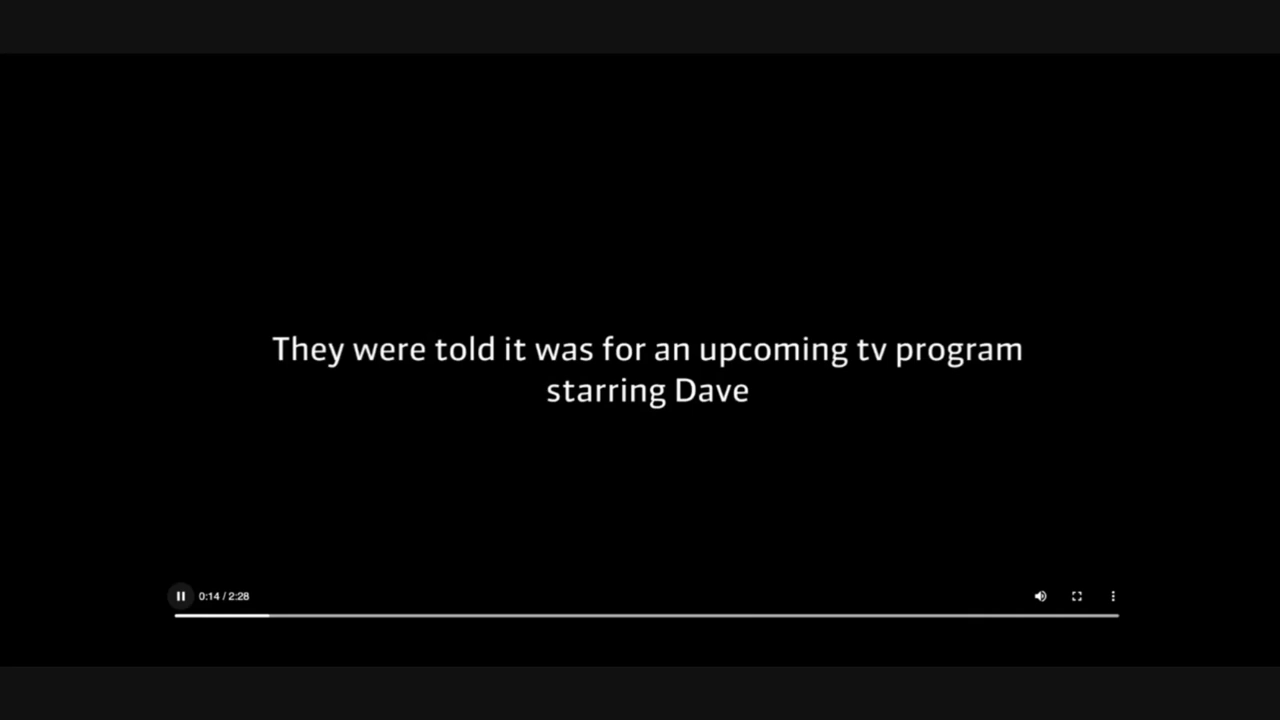 They were told it was for an upcoming tv program
starring Dave
0:14 / 2:28